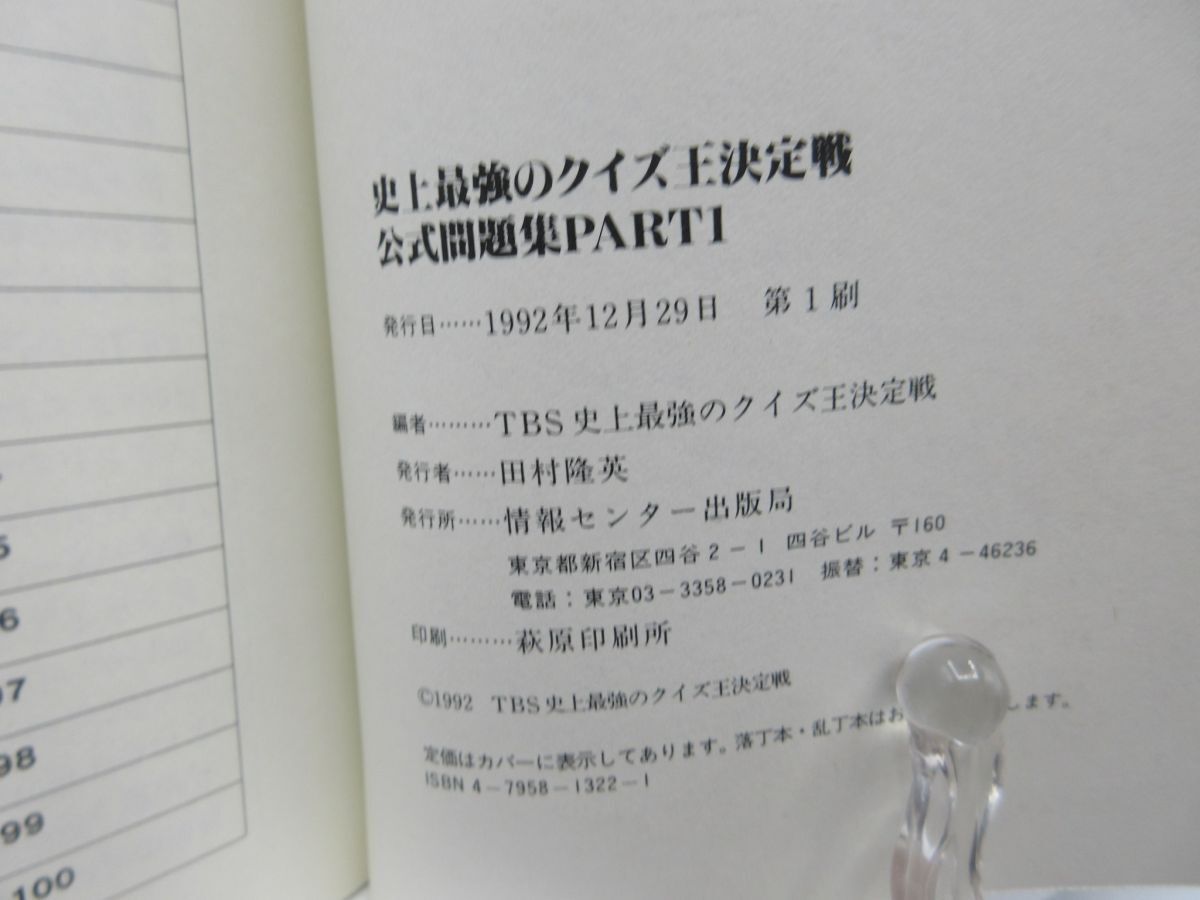 史上最強のクイズ王決定戦
公式問題集PART1
発行日……1992年12月29日 第1刷
編者………TBS史上最強のクイズ王決定戦
発行者……田村隆英
発行所……情報センター出版局
東京都新宿区四谷2-1 四谷ビル 〒160
電話：東京03-3358-0231 振替：東京4-46236
印刷………萩原印刷所
©1992 TBS史上最強のクイズ王決定戦
定価はカバーに表示してあります。落丁本・乱丁本はお します。
ISBN4-7958-1322-1
97
98
99
100